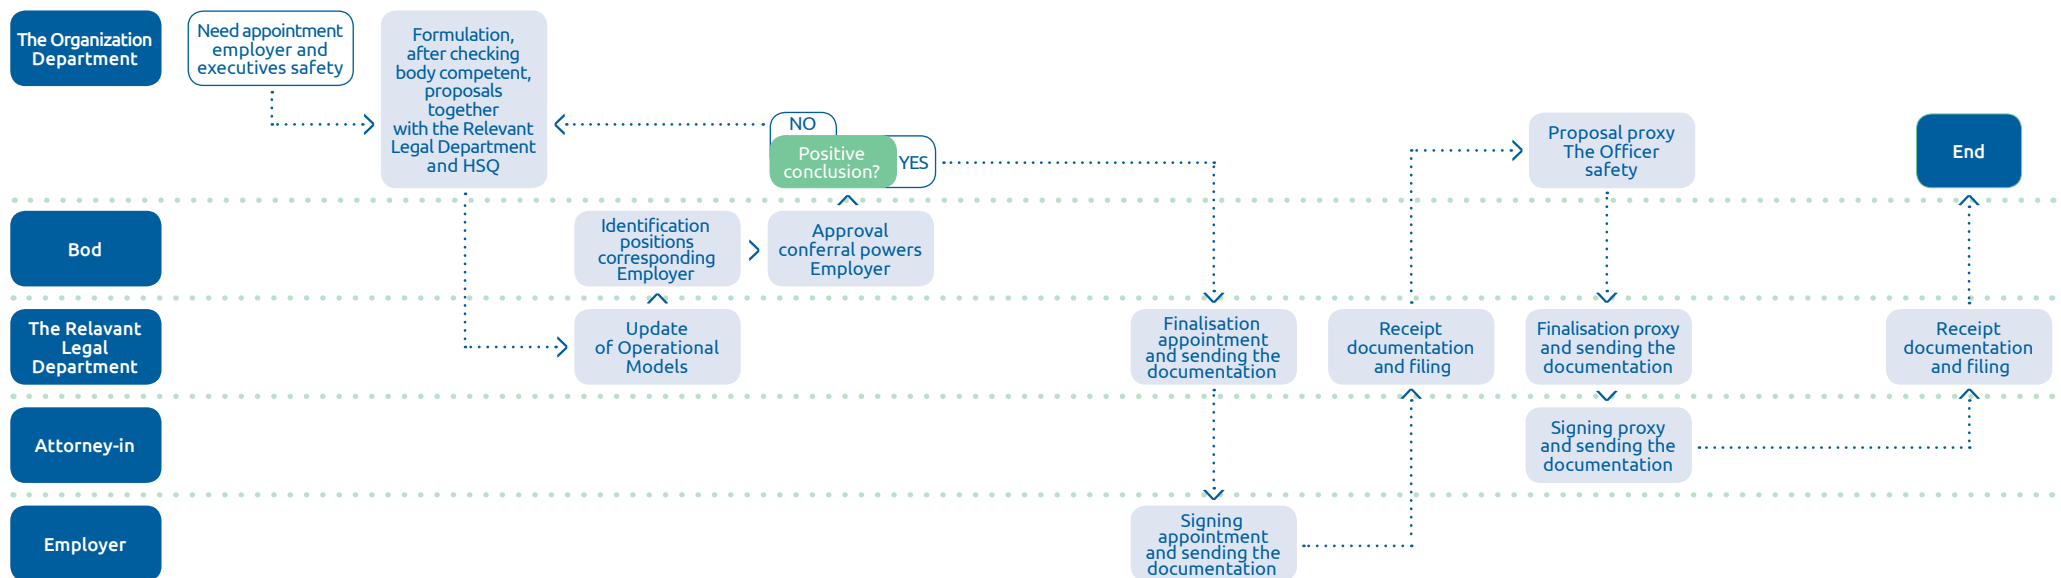 The Organization
Department
Need appointment
employer and
executives safety
Formulation,
after checking
body competent,
proposals
together
with the Relevant
Legal Department
and HSQ
NO
Positive
conclusion?
YES
Proposal proxy
The Officer
safety
End
Bod
Identification
positions
corresponding
Employer
Approval
conferral powers
Employer
The Relavant
Legal
Department
Update
of Operational
Models
Finalisation
appointment
and sending the
documentation
Receipt
documentation
and filing
Finalisation proxy
and sending the
documentation
Receipt
documentation
and filing
Attorney-in
Signing proxy
and sending the
documentation
Employer
Signing
appointment
and sending the
documentation